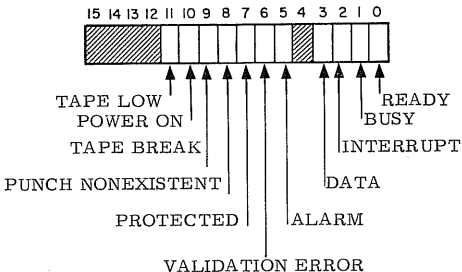 15 14 13 12 11 10 9 8 7 6 5 4 3 2 1 0
TAPE LOW
READY
POWER ON
BUSY
TAPE BREAK
INTERRUPT
PUNCH NONEXISTENT
DATA
PROTECTED
ALARM
VALIDATION ERROR